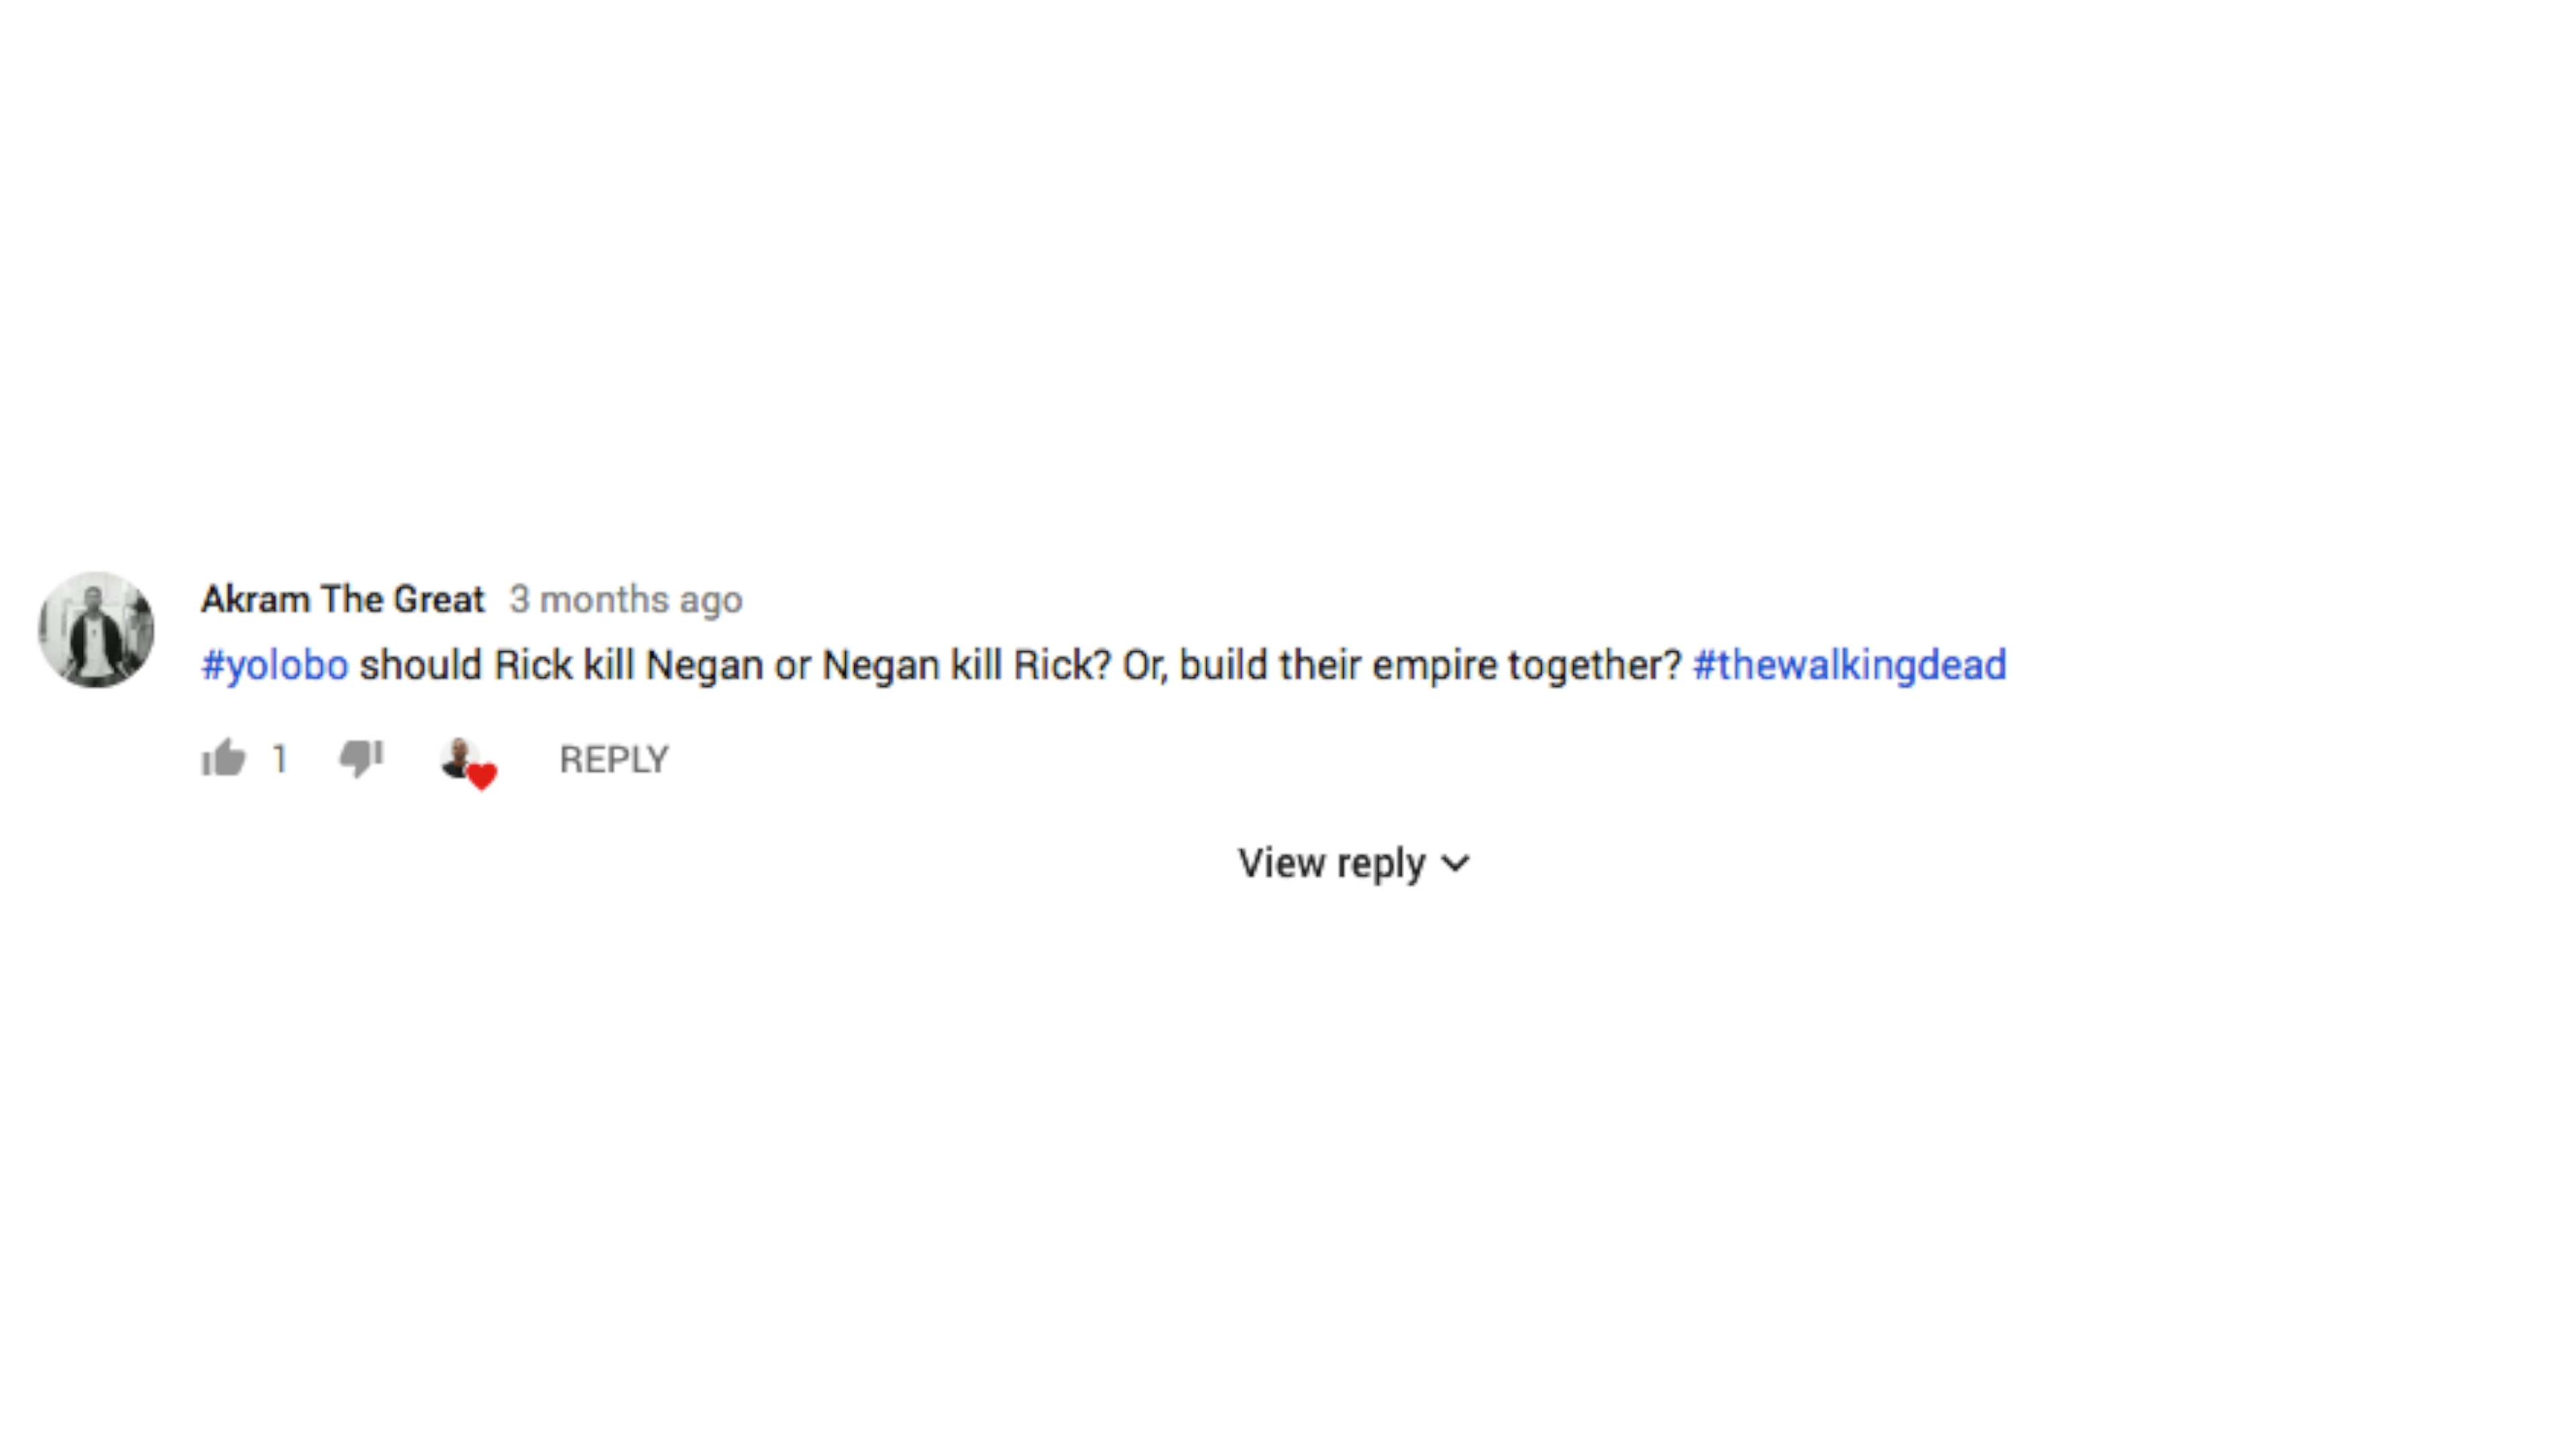 Akram The Great 3 months ago
#yolobo should Rick kill Negan or Negan kill Rick? Or, build their empire together? #thewalkingdead
1 REPLY
View reply